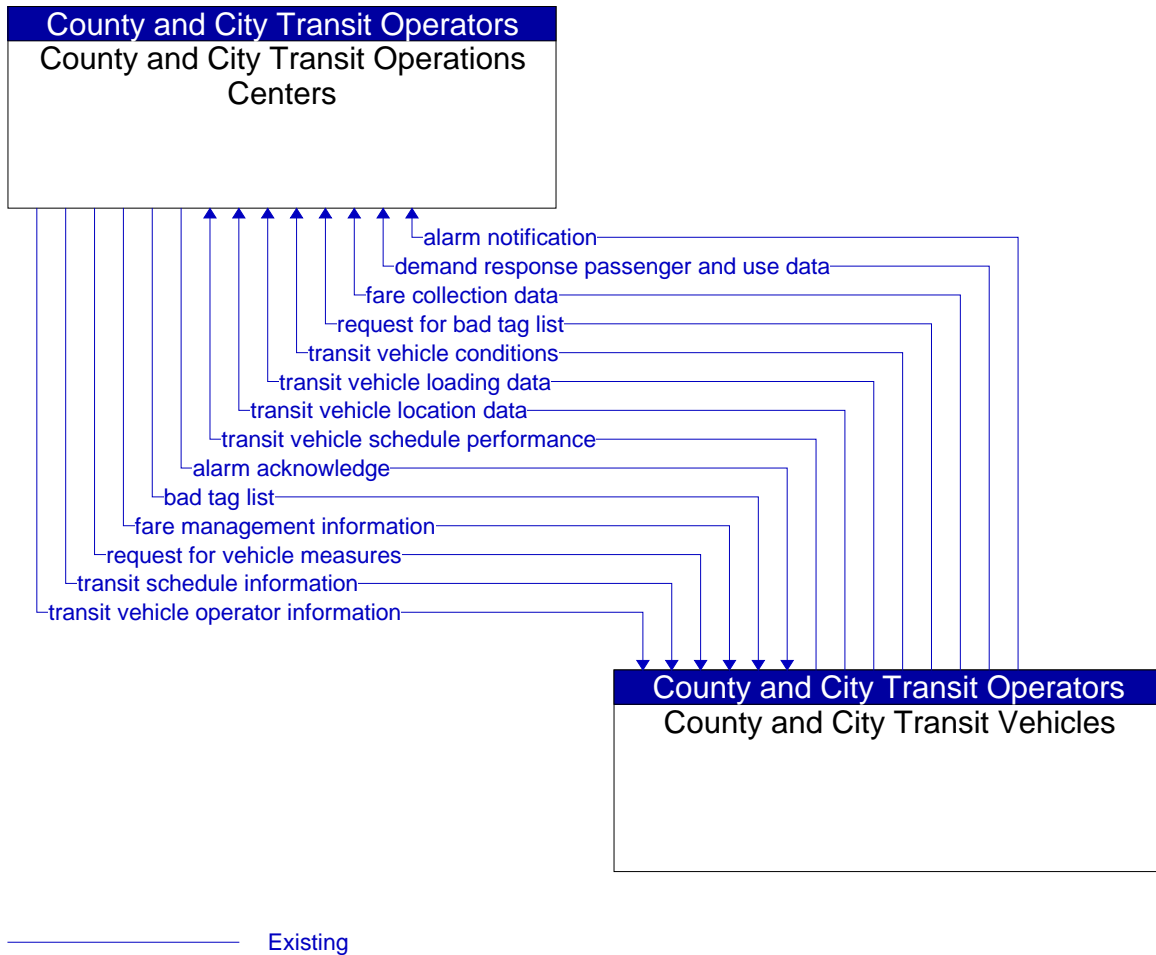 County and City Transit Operators
County and City Transit Operations
Centers
alarm notification
demand response passenger and use data
fare collection data
request for bad tag list
transit vehicle conditions
transit vehicle loading data
transit vehicle location data
transit vehicle schedule performance
alarm acknowledge
bad tag list
fare management information
request for vehicle measures
transit schedule information
transit vehicle operator information
County and City Transit Operators
County and City Transit Vehicles
Existing